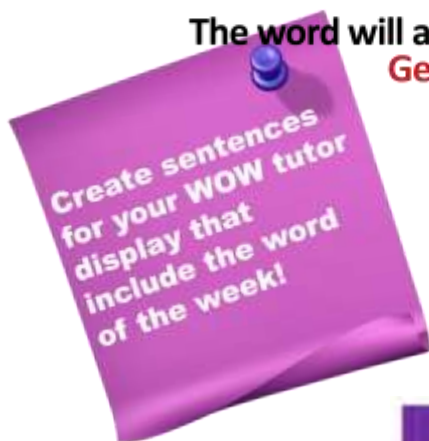 The word will a
Ge
Create sentences
for your WOW tutor
display that
include the word
of the week!